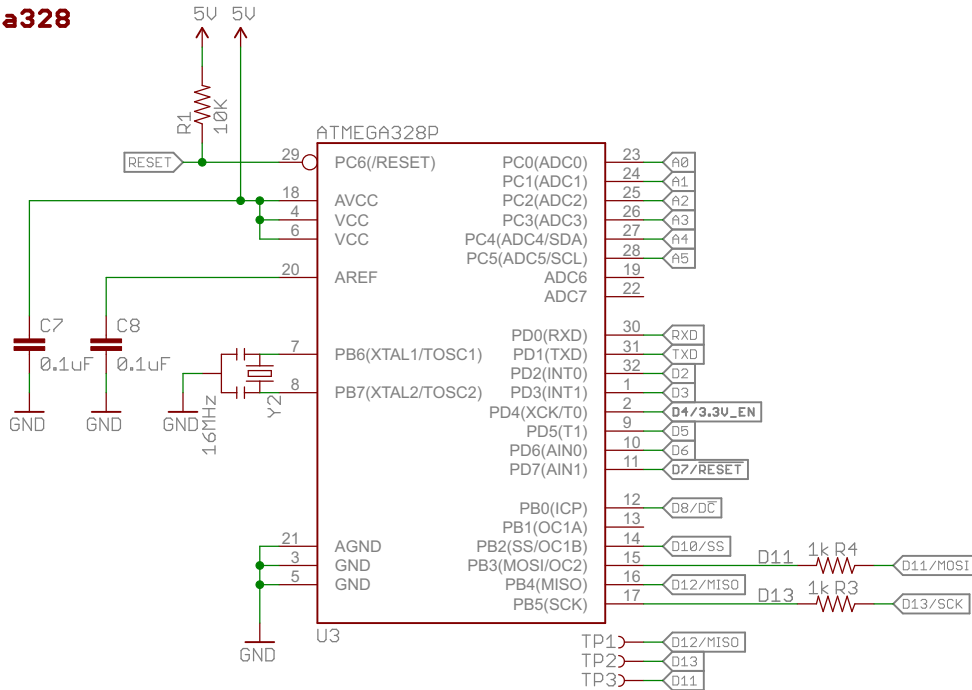 a328
5V 5V
R1
10K
ATMEGA328P
RESET
29 PC6(/RESET)
18 AVCC
4 VCC
6 VCC
20 AREF
7 PB6(XTAL1/TOSC1)
8 PB7(XTAL2/TOSC2)
21 AGND
3 GND
5 GND
PC0(ADC0) 23 A0
PC1(ADC1) 24 A1
PC2(ADC2) 25 A2
PC3(ADC3) 26 A3
PC4(ADC4/SDA) 27 A4
PC5(ADC5/SCL) 28 A5
ADC6 19
ADC7 22
PD0(RXD) 30 RXD
PD1(TXD) 31 TXD
PD2(INT0) 32 D2
PD3(INT1) 1 D3
PD4(XCK/T0) 2 D4/3.3V_EN
PD5(T1) 9 D5
PD6(AIN0) 10 D6
PD7(AIN1) 11 D7/RESET
PB0(ICP) 12 D8/DC
PB1(OC1A) 13
PB2(SS/OC1B) 14 D10/SS
PB3(MOSI/OC2) 15 D11 1k R4 D11/MOSI
PB4(MISO) 16 D12/MISO
PB5(SCK) 17 D13 1k R3 D13/SCK
C7
0.1uF
C8
0.1uF
GND
GND
GND
16MHz
Y2
GND
U3
TP1 D12/MISO
TP2 D13
TP3 D11